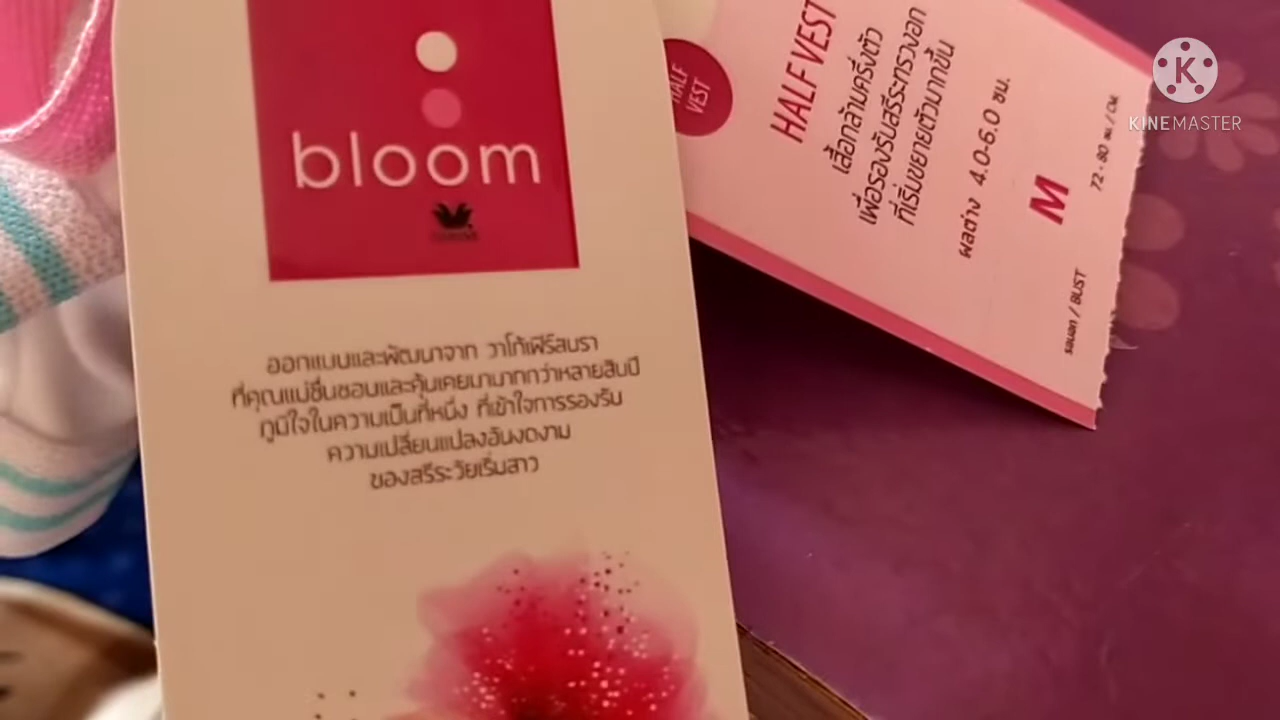 bloom
ออกแบบและพัฒนาจาก วาโก้เฟิร์สบรา
ที่คุณแม่ชื่นชอบและคุ้นเคยมามากกว่าหลายสิบปี
ภูมิใจในความเป็นที่หนึ่ง ที่เข้าใจการรองรับ
ความเปลี่ยนแปลงอันงดงาม
ของสรีระวัยเริ่มสาว
HALF
VEST
HALF VEST
เสื้อกล้ามครึ่งตัว
เพื่อรองรับสรีระทรวงอก
ที่เริ่มขยายตัวมากขึ้น
ผลต่าง 4.0-6.0 ซม.
M
รอบอก / BUST
72 - 80 ซม. / CM.
K
KINEMASTER